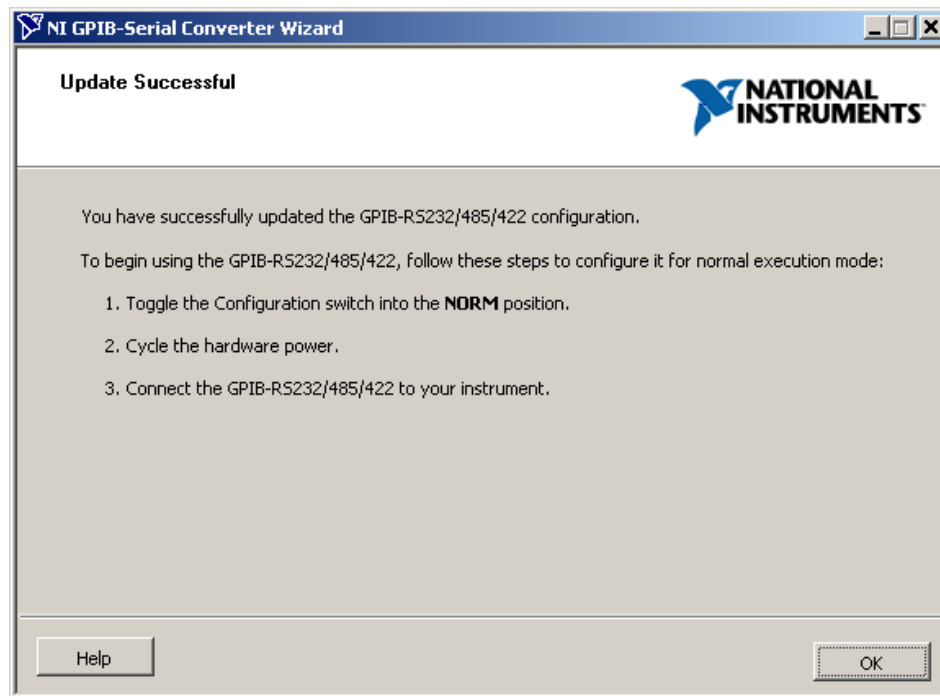 NI GPIB-Serial Converter Wizard
Update Successful
NATIONAL
INSTRUMENTS
You have successfully updated the GPIB-RS232/485/422 configuration.
To begin using the GPIB-RS232/485/422, follow these steps to configure it for normal execution mode:
1. Toggle the Configuration switch into the NORM position.
2. Cycle the hardware power.
3. Connect the GPIB-RS232/485/422 to your instrument.
Help
OK